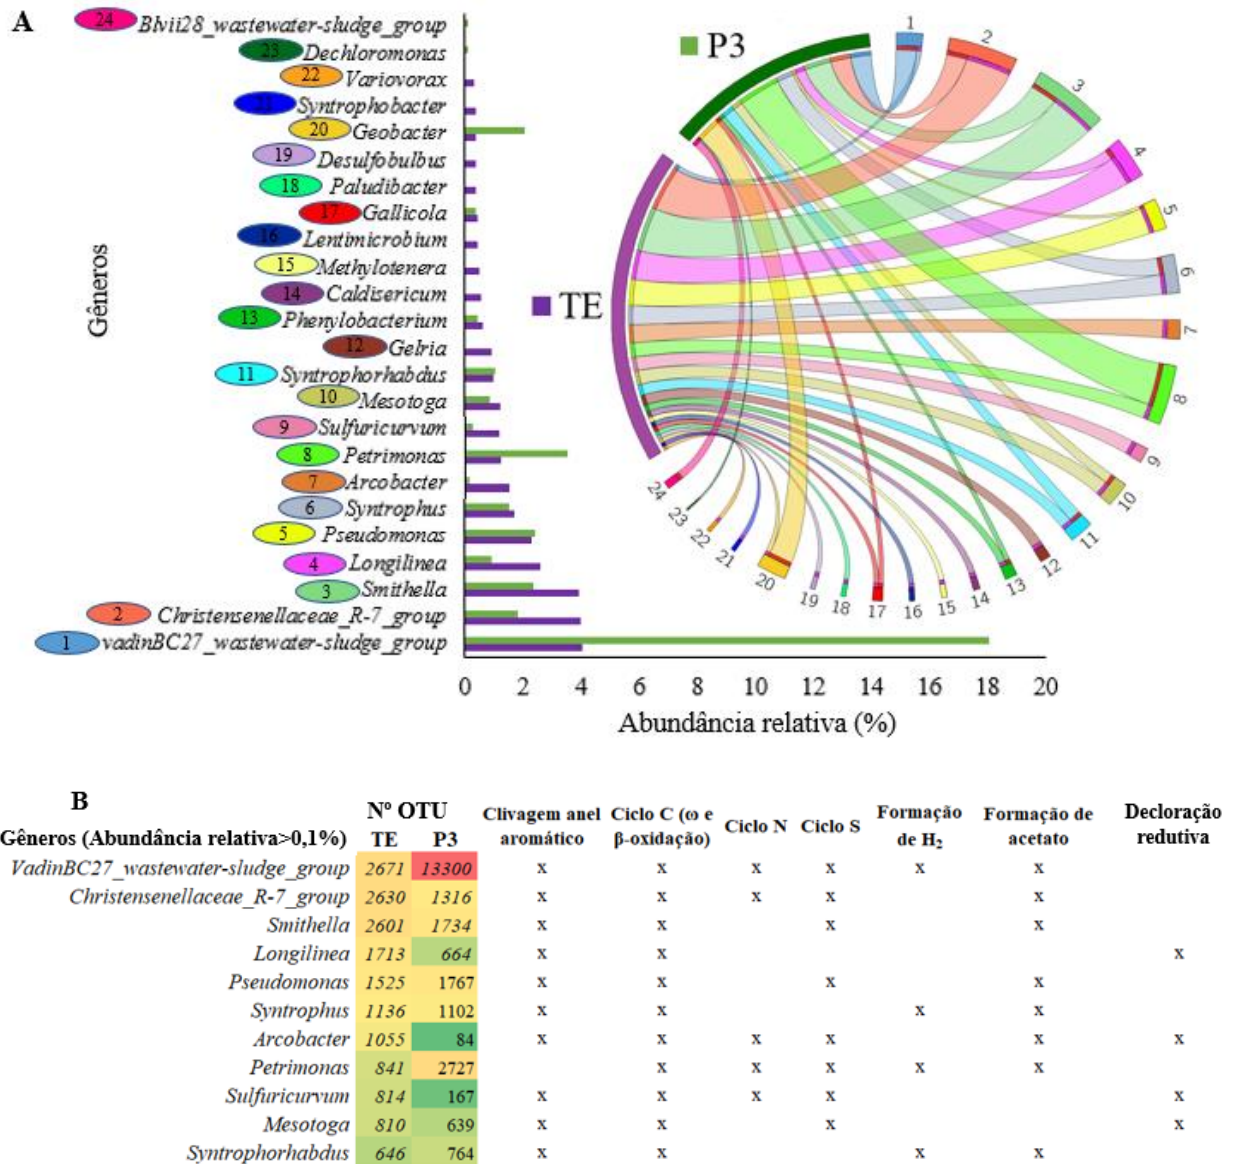 A
24 Blvii28_wastewater-sludge_group
23 Dechloromonas
22 Variovorax
21 Syntrophobacter
20 Geobacter
19 Desulfobulbus
18 Paludibacter
17 Gallicola
16 Lentimicrobium
15 Methylotenera
14 Caldisericum
13 Phenylobacterium
12 Gelria
11 Syntrophorhabdus
10 Mesotoga
9 Sulfuricurvum
8 Petrimonas
7 Arcobacter
6 Syntrophus
5 Pseudomonas
4 Longilinea
3 Smithella
2 Christensenellaceae_R-7_group
1 vadinBC27_wastewater-sludge_group
Gêneros
0 2 4 6 8 10 12 14 16 18 20
Abundância relativa (%)
P3
TE
1
2
3
4
5
6
7
8
9
10
11
12
13
14
15
16
17
18
19
20
21
22
23
24
B
Nº OTU
Gêneros (Abundância relativa>0,1%) TE P3 Clivagem anel aromático Ciclo C (ω e β-oxidação) Ciclo N Ciclo S Formação de H₂ Formação de acetato Decloração redutiva
VadinBC27_wastewater-sludge_group 2671 13300 x x x x x x
Christensenellaceae_R-7_group 2630 1316 x x x x x
Smithella 2601 1734 x x x x
Longilinea 1713 664 x x x
Pseudomonas 1525 1767 x x x x
Syntrophus 1136 1102 x x x x
Arcobacter 1055 84 x x x x x x
Petrimonas 841 2727 x x x x x
Sulfuricurvum 814 167 x x x x x
Mesotoga 810 639 x x x x
Syntrophorhabdus 646 764 x x x x